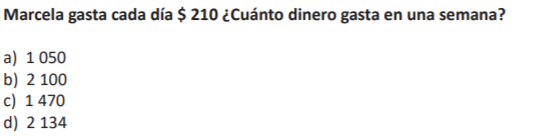 Marcela gasta cada día $ 210 ¿Cuánto dinero gasta en una semana?
a) 1 050
b) 2 100
c) 1 470
d) 2 134